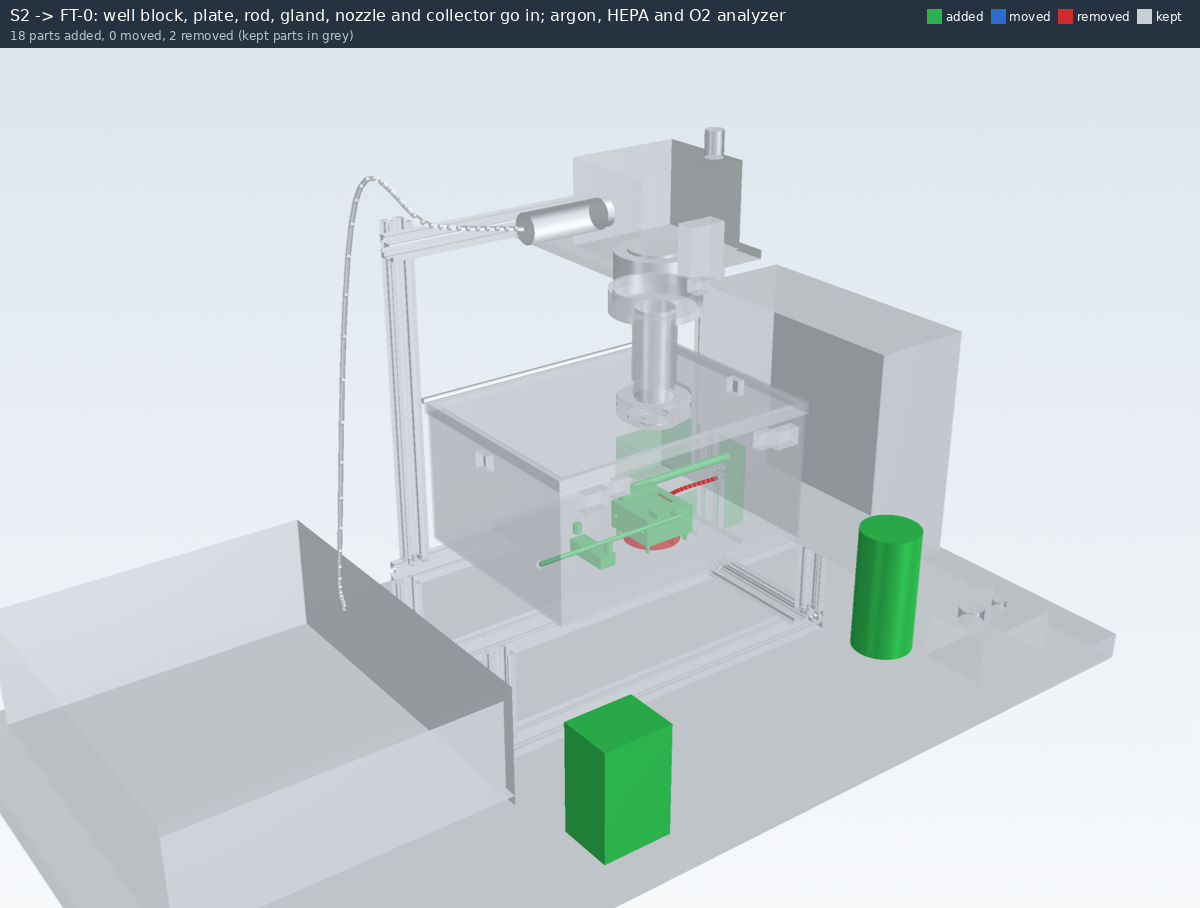 S2 -> FT-0: well block, plate, rod, gland, nozzle and collector go in; argon, HEPA and O2 analyzer
18 parts added, 0 moved, 2 removed (kept parts in grey)
added moved removed kept